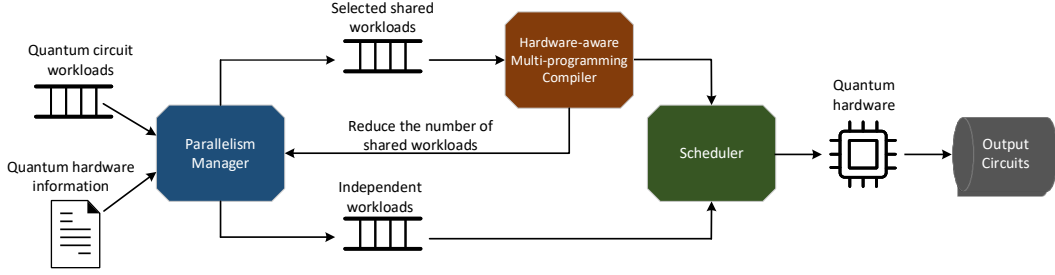 Quantum circuit
workloads
Quantum hardware
information
Parallelism
Manager
Selected shared
workloads
Hardware-aware
Multi-programming
Compiler
Reduce the number of
shared workloads
Independent
workloads
Scheduler
Quantum
hardware
Output
Circuits